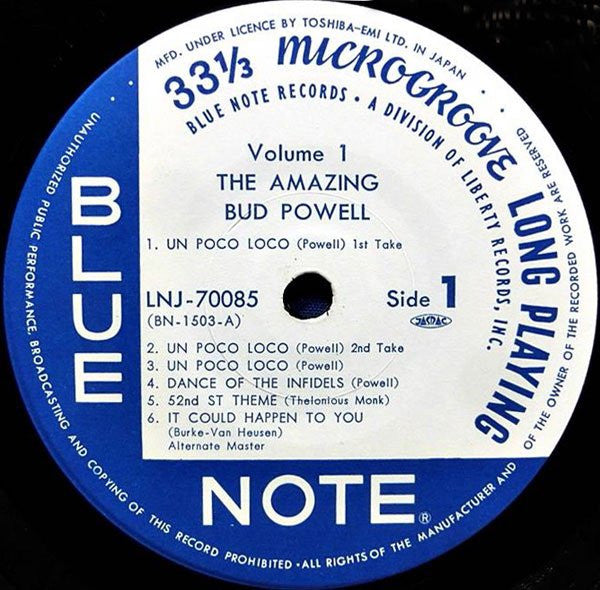 MFD. UNDER LICENCE BY TOSHIBA-EMI LTD. IN JAPAN
33⅓ MICROGROOVE LONG PLAYING
BLUE NOTE RECORDS • A DIVISION OF LIBERTY RECORDS, INC.
Volume 1
THE AMAZING
BUD POWELL
1. UN POCO LOCO (Powell) 1st Take
LNJ-70085 Side 1
(BN-1503-A) JASRAC
2. UN POCO LOCO (Powell) 2nd Take
3. UN POCO LOCO (Powell)
4. DANCE OF THE INFIDELS (Powell)
5. 52nd ST THEME (Thelonious Monk)
6. IT COULD HAPPEN TO YOU
(Burke-Van Heusen)
Alternate Master
BLUE
NOTE®
UNAUTHORIZED PUBLIC PERFORMANCE, BROADCASTING AND COPYING OF THIS RECORD PROHIBITED • ALL RIGHTS OF THE MANUFACTURER AND OF THE OWNER OF THE RECORDED WORK ARE RESERVED